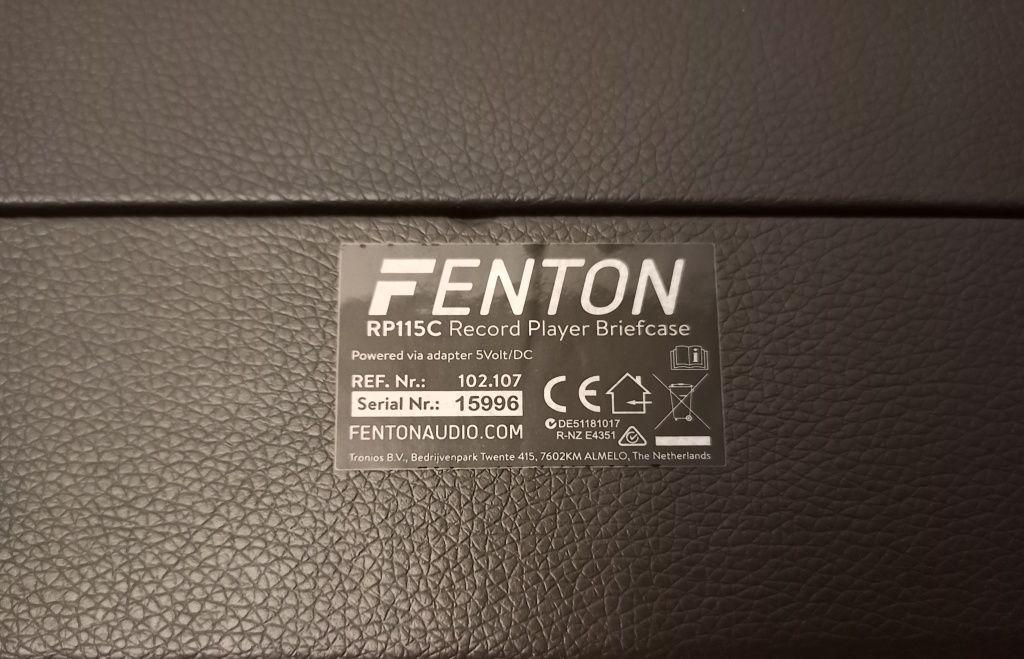 FENTON
RP115C Record Player Briefcase
Powered via adapter 5Volt/DC
REF. Nr.: 102.107
Serial Nr.: 15996
FENTONAUDIO.COM
CE
DE51181017
R-NZ E4351
Tronios B.V., Bedrijvenpark Twente 415, 7602KM ALMELO, The Netherlands